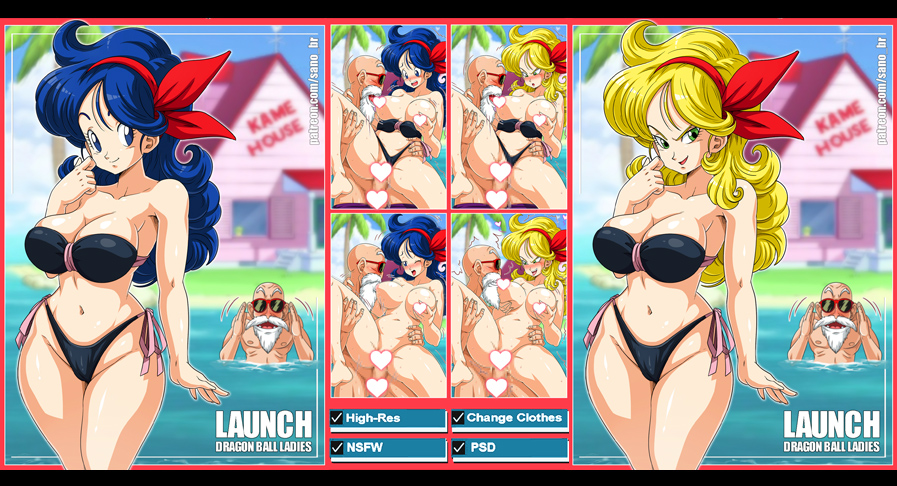 patreon.com/sano_br
KAME
HOUSE
LAUNCH
DRAGON BALL LADIES
High-Res
Change Clothes
NSFW
PSD
patreon.com/sano_br
KAME
HOUSE
LAUNCH
DRAGON BALL LADIES